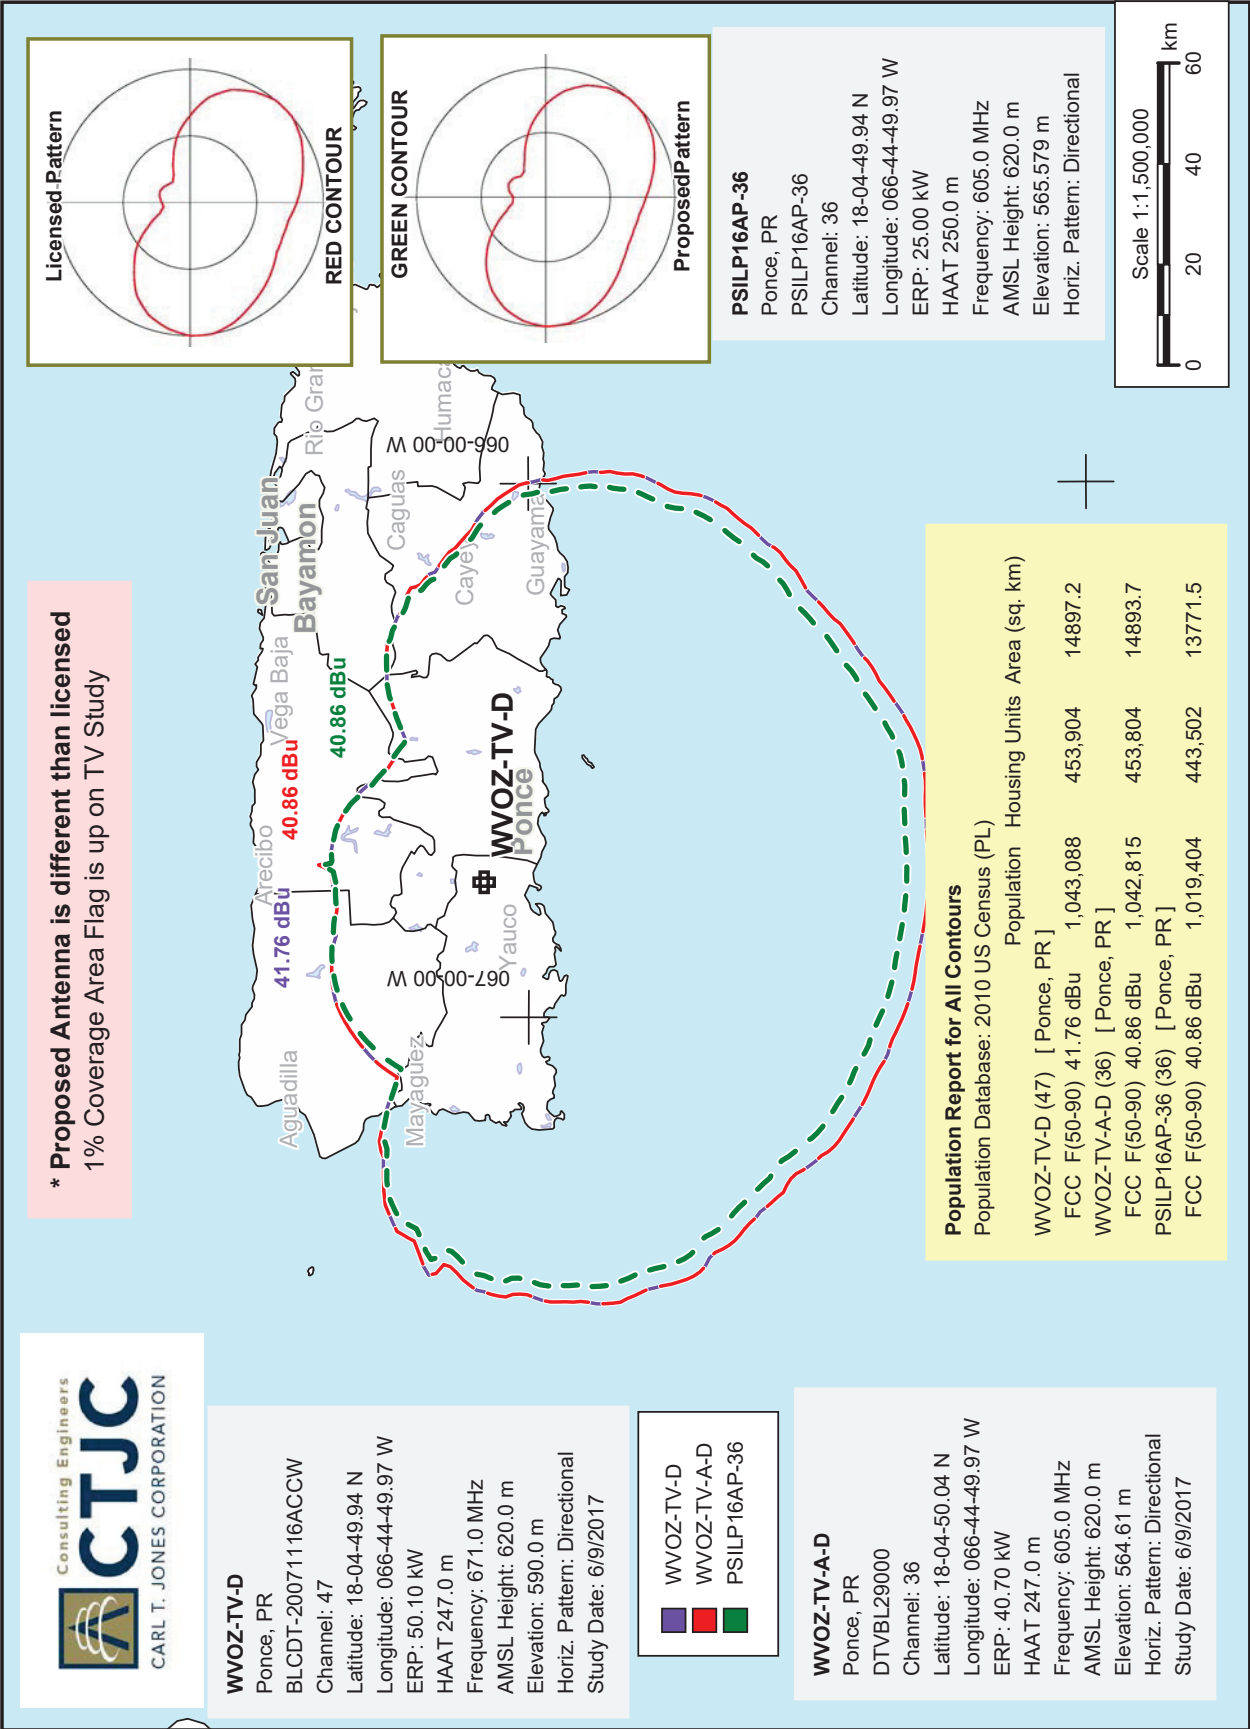 Consulting Engineers
CTJC
CARL T. JONES CORPORATION
* Proposed Antenna is different than licensed
1% Coverage Area Flag is up on TV Study
Licensed Pattern
RED CONTOUR
GREEN CONTOUR
ProposedPattern
WVOZ-TV-D
Ponce, PR
BLCDT-20071116ACCW
Channel: 47
Latitude: 18-04-49.94 N
Longitude: 066-44-49.97 W
ERP: 50.10 kW
HAAT 247.0 m
Frequency: 671.0 MHz
AMSL Height: 620.0 m
Elevation: 590.0 m
Horiz. Pattern: Directional
Study Date: 6/9/2017
WVOZ-TV-D
WVOZ-TV-A-D
PSILP16AP-36
WVOZ-TV-A-D
Ponce, PR
DTVBL29000
Channel: 36
Latitude: 18-04-50.04 N
Longitude: 066-44-49.97 W
ERP: 40.70 kW
HAAT 247.0 m
Frequency: 605.0 MHz
AMSL Height: 620.0 m
Elevation: 564.61 m
Horiz. Pattern: Directional
Study Date: 6/9/2017
Aguadilla
Arecibo
Vega Baja
San Juan
Bayamon
Rio Gran
41.76 dBu
40.86 dBu
40.86 dBu
Mayaguez
067-00-00 W
Yauco
WVOZ-TV-D
Ponce
Cayey
Caguas
Guayama
066-00-00 W
Humaca
PSILP16AP-36
Ponce, PR
PSILP16AP-36
Channel: 36
Latitude: 18-04-49.94 N
Longitude: 066-44-49.97 W
ERP: 25.00 kW
HAAT 250.0 m
Frequency: 605.0 MHz
AMSL Height: 620.0 m
Elevation: 565.579 m
Horiz. Pattern: Directional
Population Report for All Contours
Population Database: 2010 US Census (PL)
Population Housing Units Area (sq. km)
WVOZ-TV-D (47) [ Ponce, PR ]
FCC F(50-90) 41.76 dBu 1,043,088 453,904 14897.2
WVOZ-TV-A-D (36) [ Ponce, PR ]
FCC F(50-90) 40.86 dBu 1,042,815 453,804 14893.7
PSILP16AP-36 (36) [ Ponce, PR ]
FCC F(50-90) 40.86 dBu 1,019,404 443,502 13771.5
Scale 1:1,500,000
km
0 20 40 60